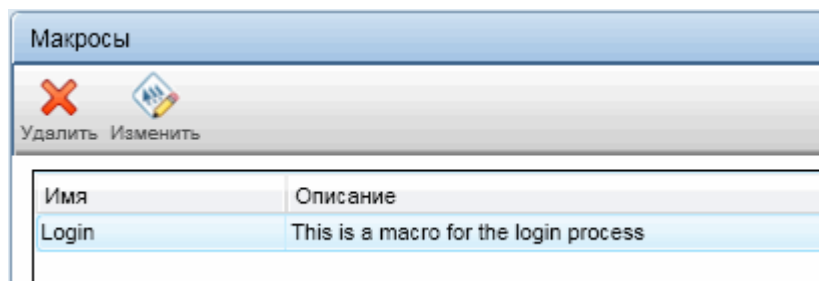 Макросы
Удалить Изменить
Имя Описание
Login This is a macro for the login process